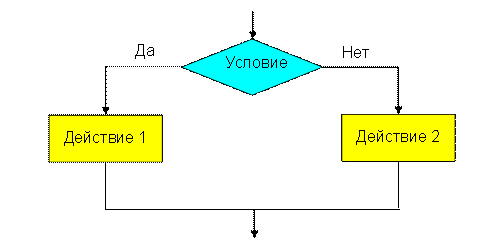 Да
Условие
Нет
Действие 1
Действие 2